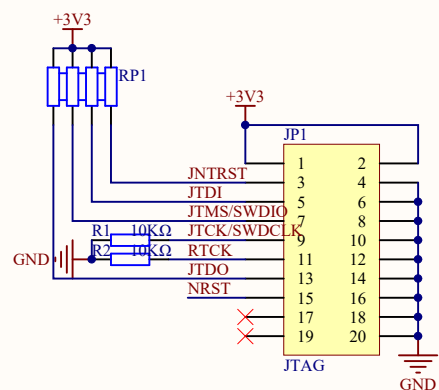 +3V3
RP1
+3V3
JP1
1 2
JNTRST 3 4
JTDI 5 6
JTMS/SWDIO 7 8
R1 10KΩ JTCK/SWDCLK 9 10
GND R2 10KΩ RTCK 11 12
JTDO 13 14
NRST 15 16
17 18
19 20
JTAG
GND